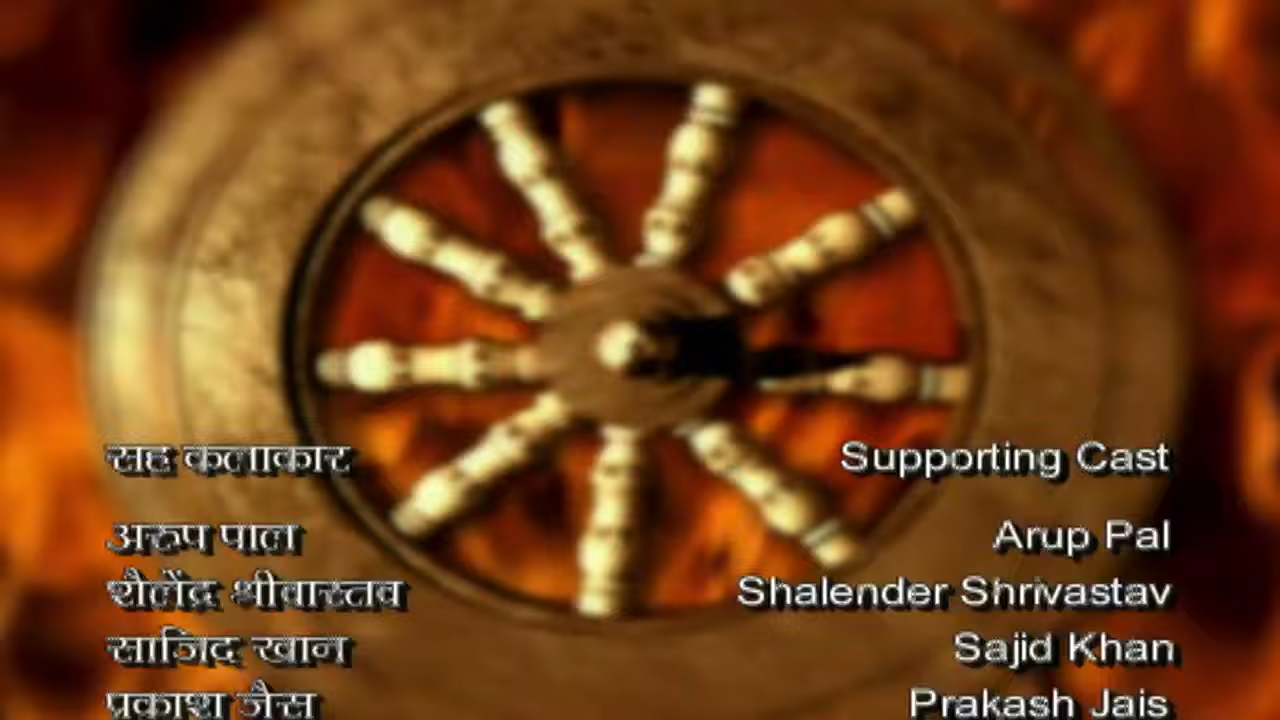 सह कलाकार Supporting Cast
अरुप पाल Arup Pal
शैलेंद्र श्रीवास्तव Shalender Shrivastav
साजिद खान Sajid Khan
प्रकाश जैस Prakash Jais